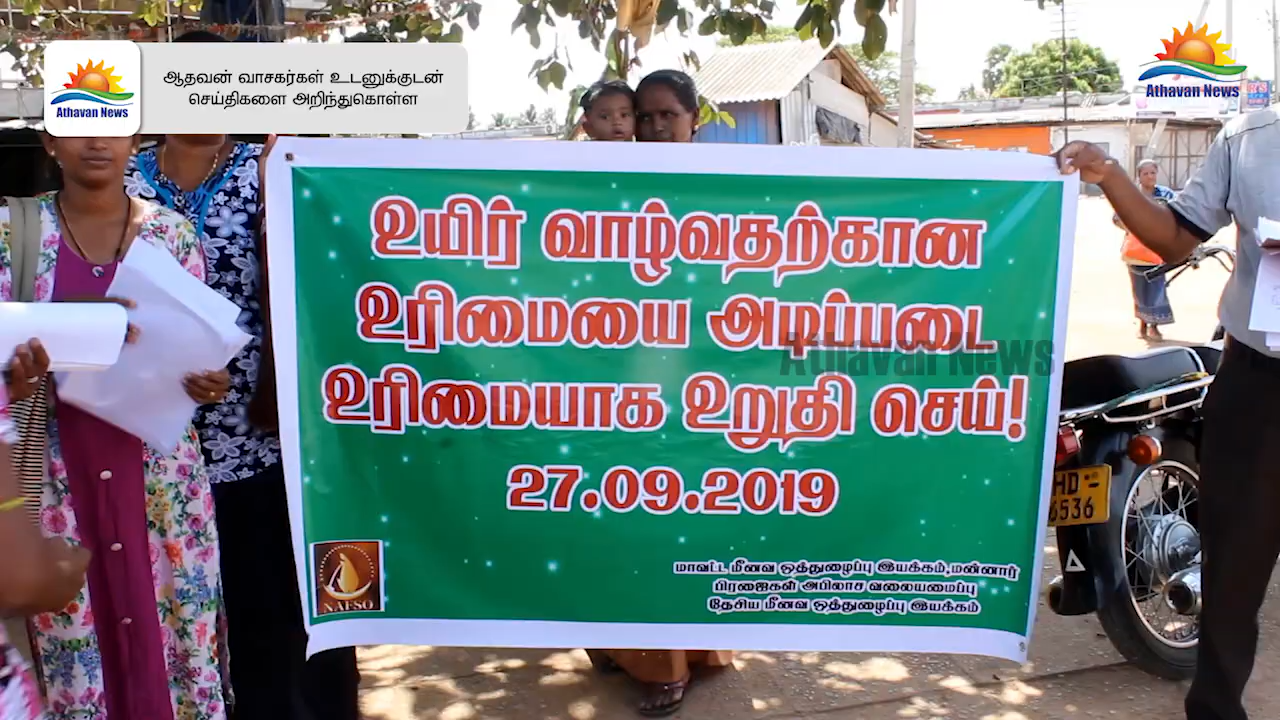 ஆதவன் வாசகர்கள் உடனுக்குடன்
செய்திகளை அறிந்துகொள்ள
Athavan News
Athavan News
உயிர் வாழ்வதற்கான
உரிமையை அடிப்படை
Athavan News
உரிமையாக உறுதி செய்!
27.09.2019
மாவட்ட மீனவ ஒத்துழைப்பு இயக்கம்,மன்னார்
பிரஜைகள் அபிலாச வலையமைப்பு
தேசிய மீனவ ஒத்துழைப்பு இயக்கம்
NAFSO
HD
6536